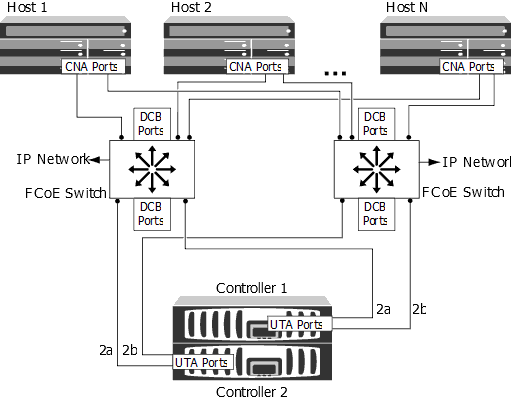 Host 1
Host 2
Host N
CNA Ports
CNA Ports
CNA Ports
...
DCB
Ports
DCB
Ports
IP Network
IP Network
FCoE Switch
FCoE Switch
DCB
Ports
DCB
Ports
Controller 1
2a
2b
UTA Ports
2a
2b
UTA Ports
Controller 2